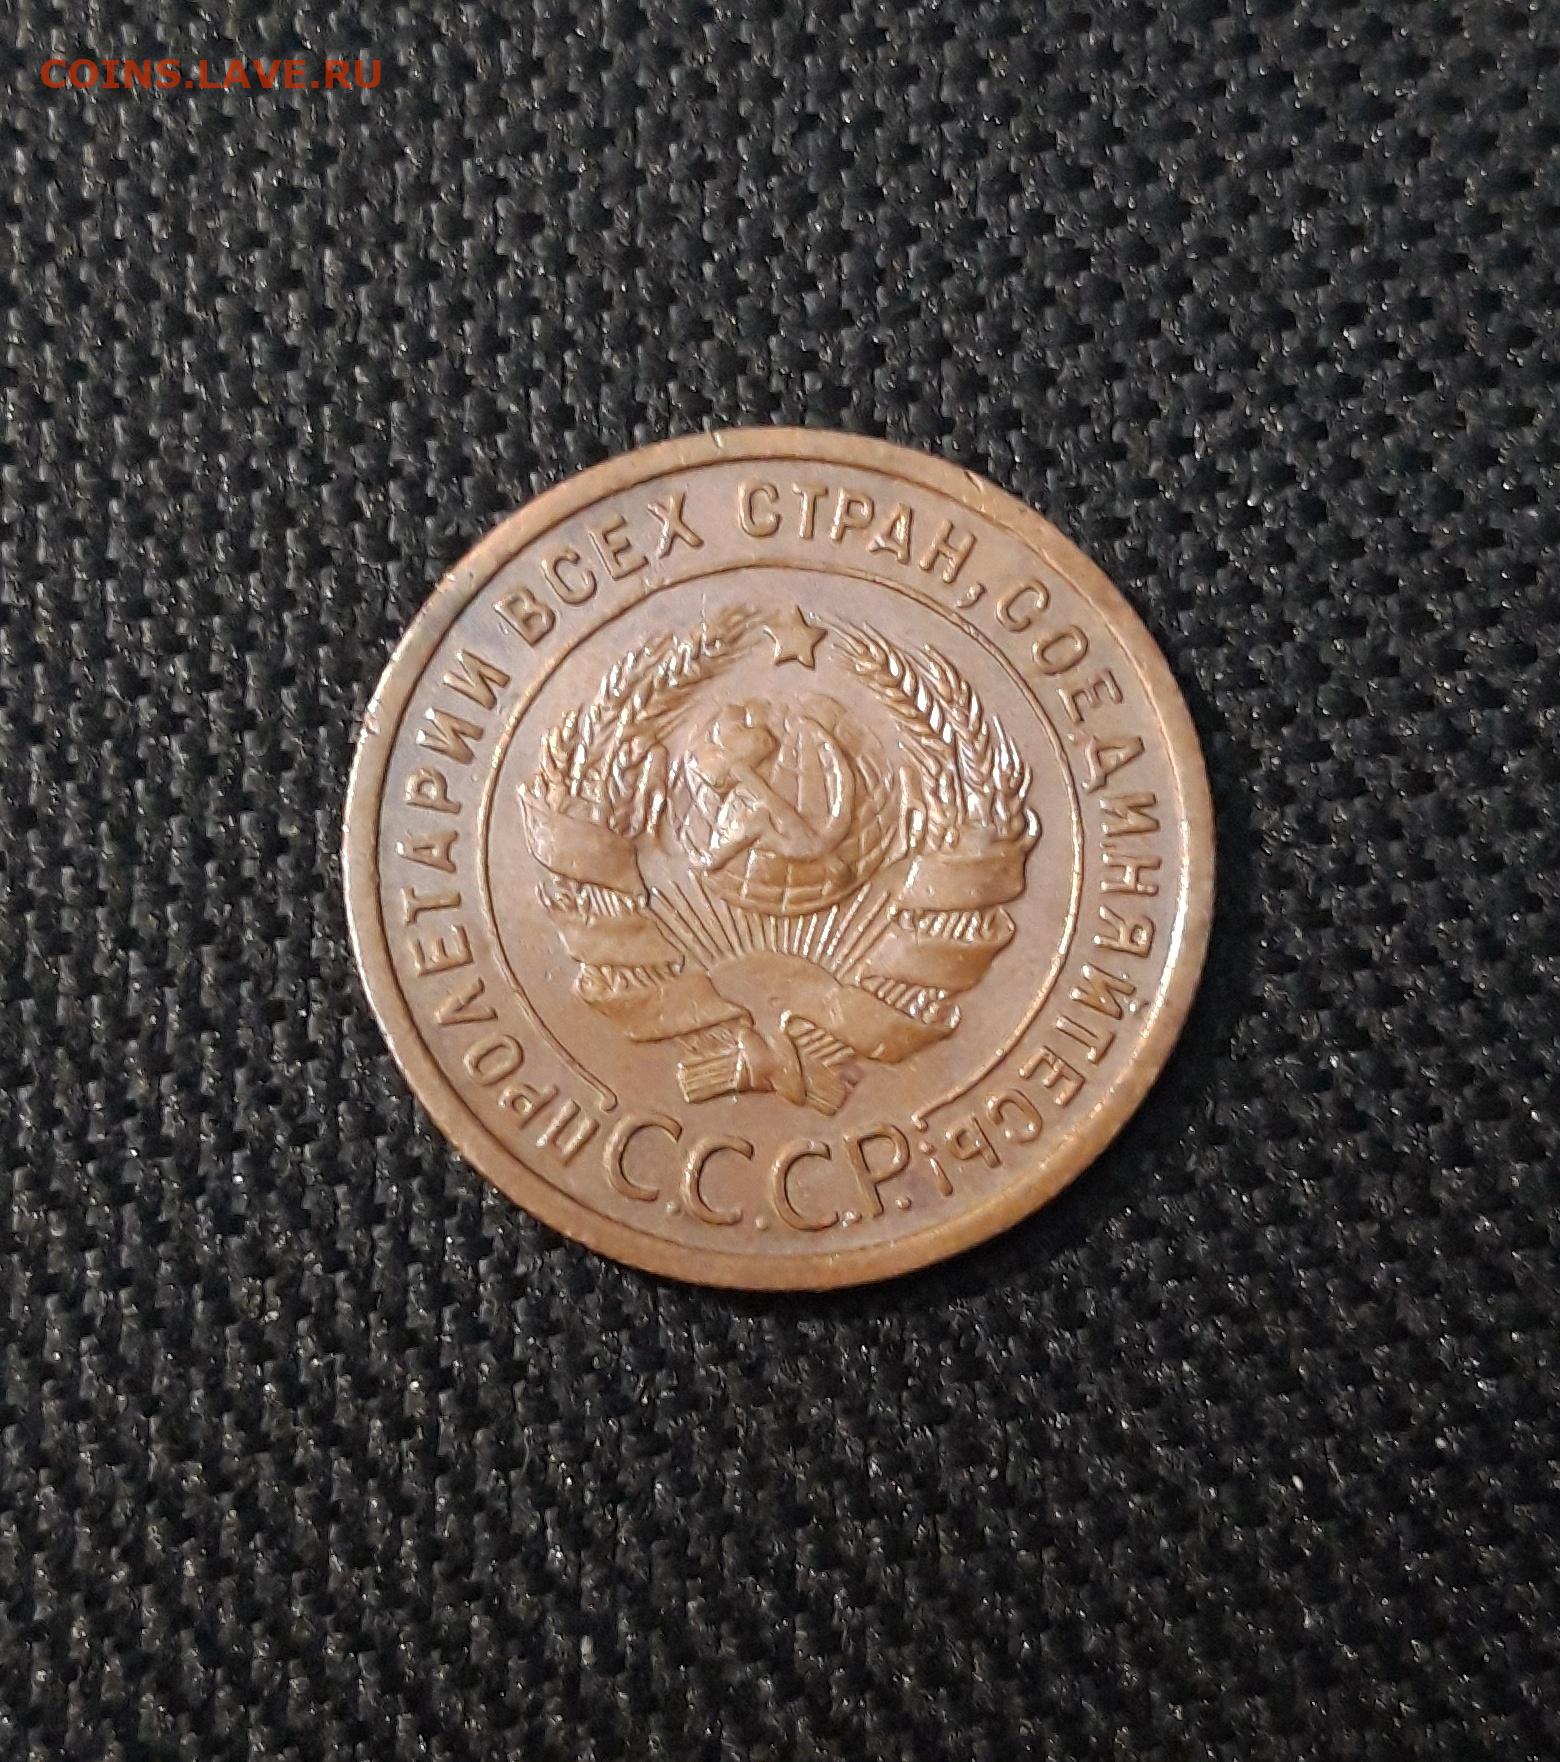 COINS.LAVE.RU
ПРОЛЕТАРИИ ВСЕХ СТРАН, СОЕДИНЯЙТЕСЬ!
С.С.С.Р.